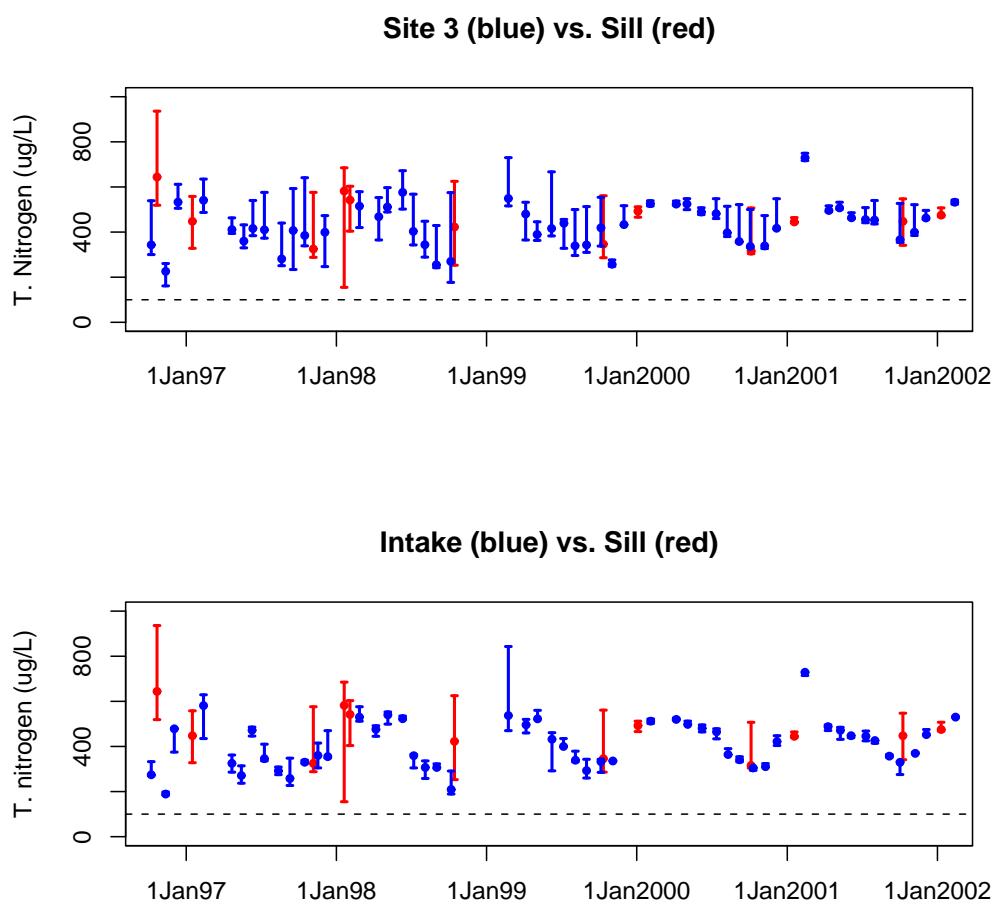 Site 3 (blue) vs. Sill (red)
T. Nitrogen (ug/L)
800
400
0
1Jan97 1Jan98 1Jan99 1Jan2000 1Jan2001 1Jan2002
Intake (blue) vs. Sill (red)
T. nitrogen (ug/L)
800
400
0
1Jan97 1Jan98 1Jan99 1Jan2000 1Jan2001 1Jan2002